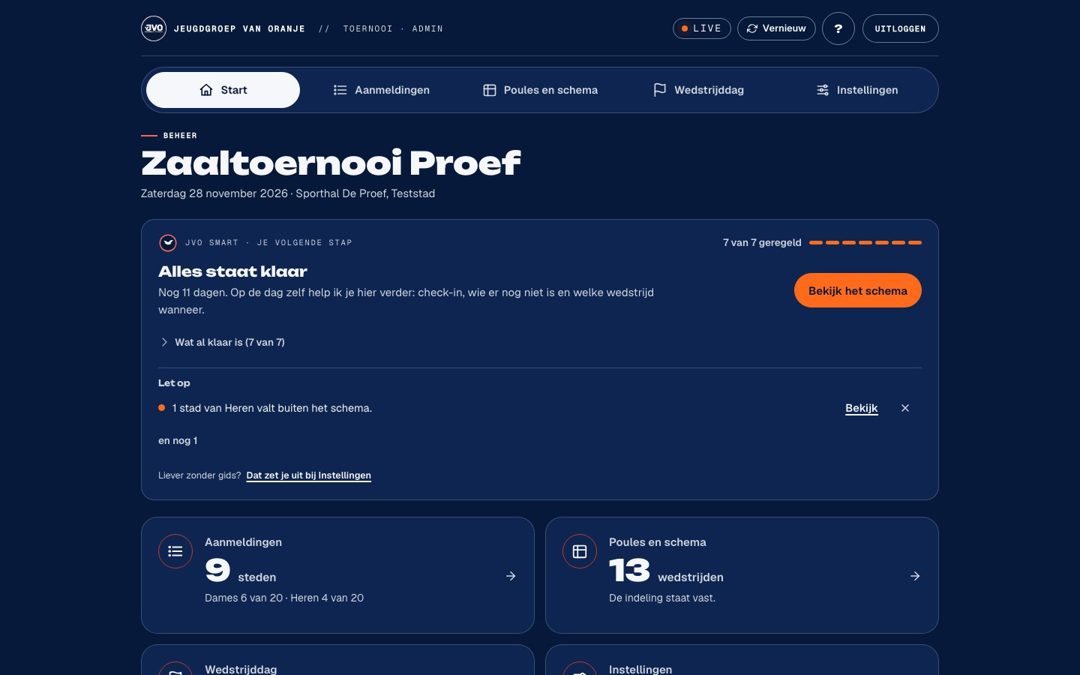 JVO JEUGDGROEP VAN ORANJE // TOERNOOI · ADMIN
LIVE
Vernieuw
?
UITLOGGEN
Start
Aanmeldingen
Poules en schema
Wedstrijddag
Instellingen
BEHEER
Zaaltoernooi Proef
Zaterdag 28 november 2026 · Sporthal De Proef, Teststad
JVO SMART · JE VOLGENDE STAP
7 van 7 geregeld
Alles staat klaar
Nog 11 dagen. Op de dag zelf help ik je hier verder: check-in, wie er nog niet is en welke wedstrijd
wanneer.
Bekijk het schema
Wat al klaar is (7 van 7)
Let op
1 stad van Heren valt buiten het schema.
Bekijk
en nog 1
Liever zonder gids? Dat zet je uit bij Instellingen
Aanmeldingen
9 steden
Dames 6 van 20 · Heren 4 van 20
Poules en schema
13 wedstrijden
De indeling staat vast.
Wedstrijddag
Instellingen